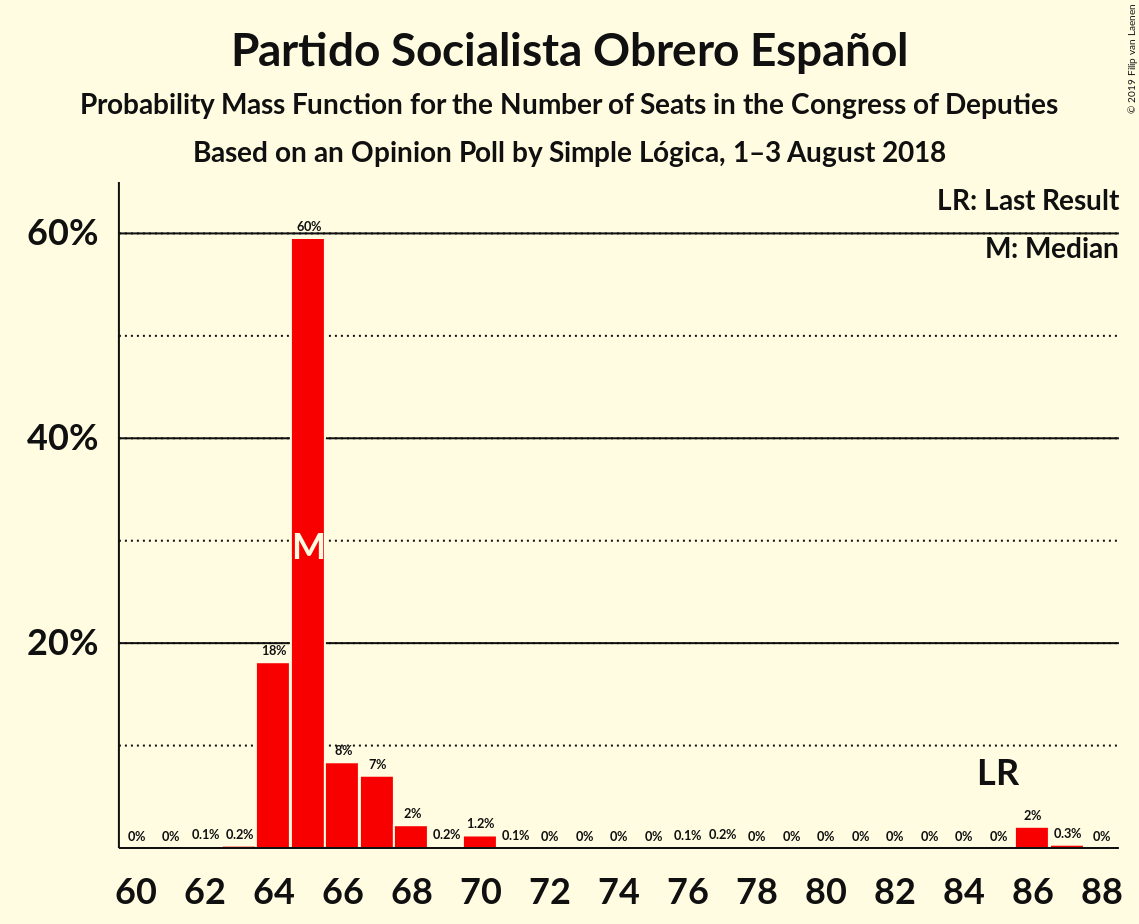 Partido Socialista Obrero Español
Probability Mass Function for the Number of Seats in the Congress of Deputies
Based on an Opinion Poll by Simple Lógica, 1–3 August 2018
© 2019 Filip van Laenen
LR: Last Result
M: Median
60%
40%
20%
60%
M
18%
8%
7%
LR
0% 0% 0.1% 0.2% 2% 0.2% 1.2% 0.1% 0% 0% 0% 0% 0.1% 0.2% 0% 0% 0% 0% 0% 0% 0% 0% 2% 0.3% 0%
60 62 64 66 68 70 72 74 76 78 80 82 84 86 88